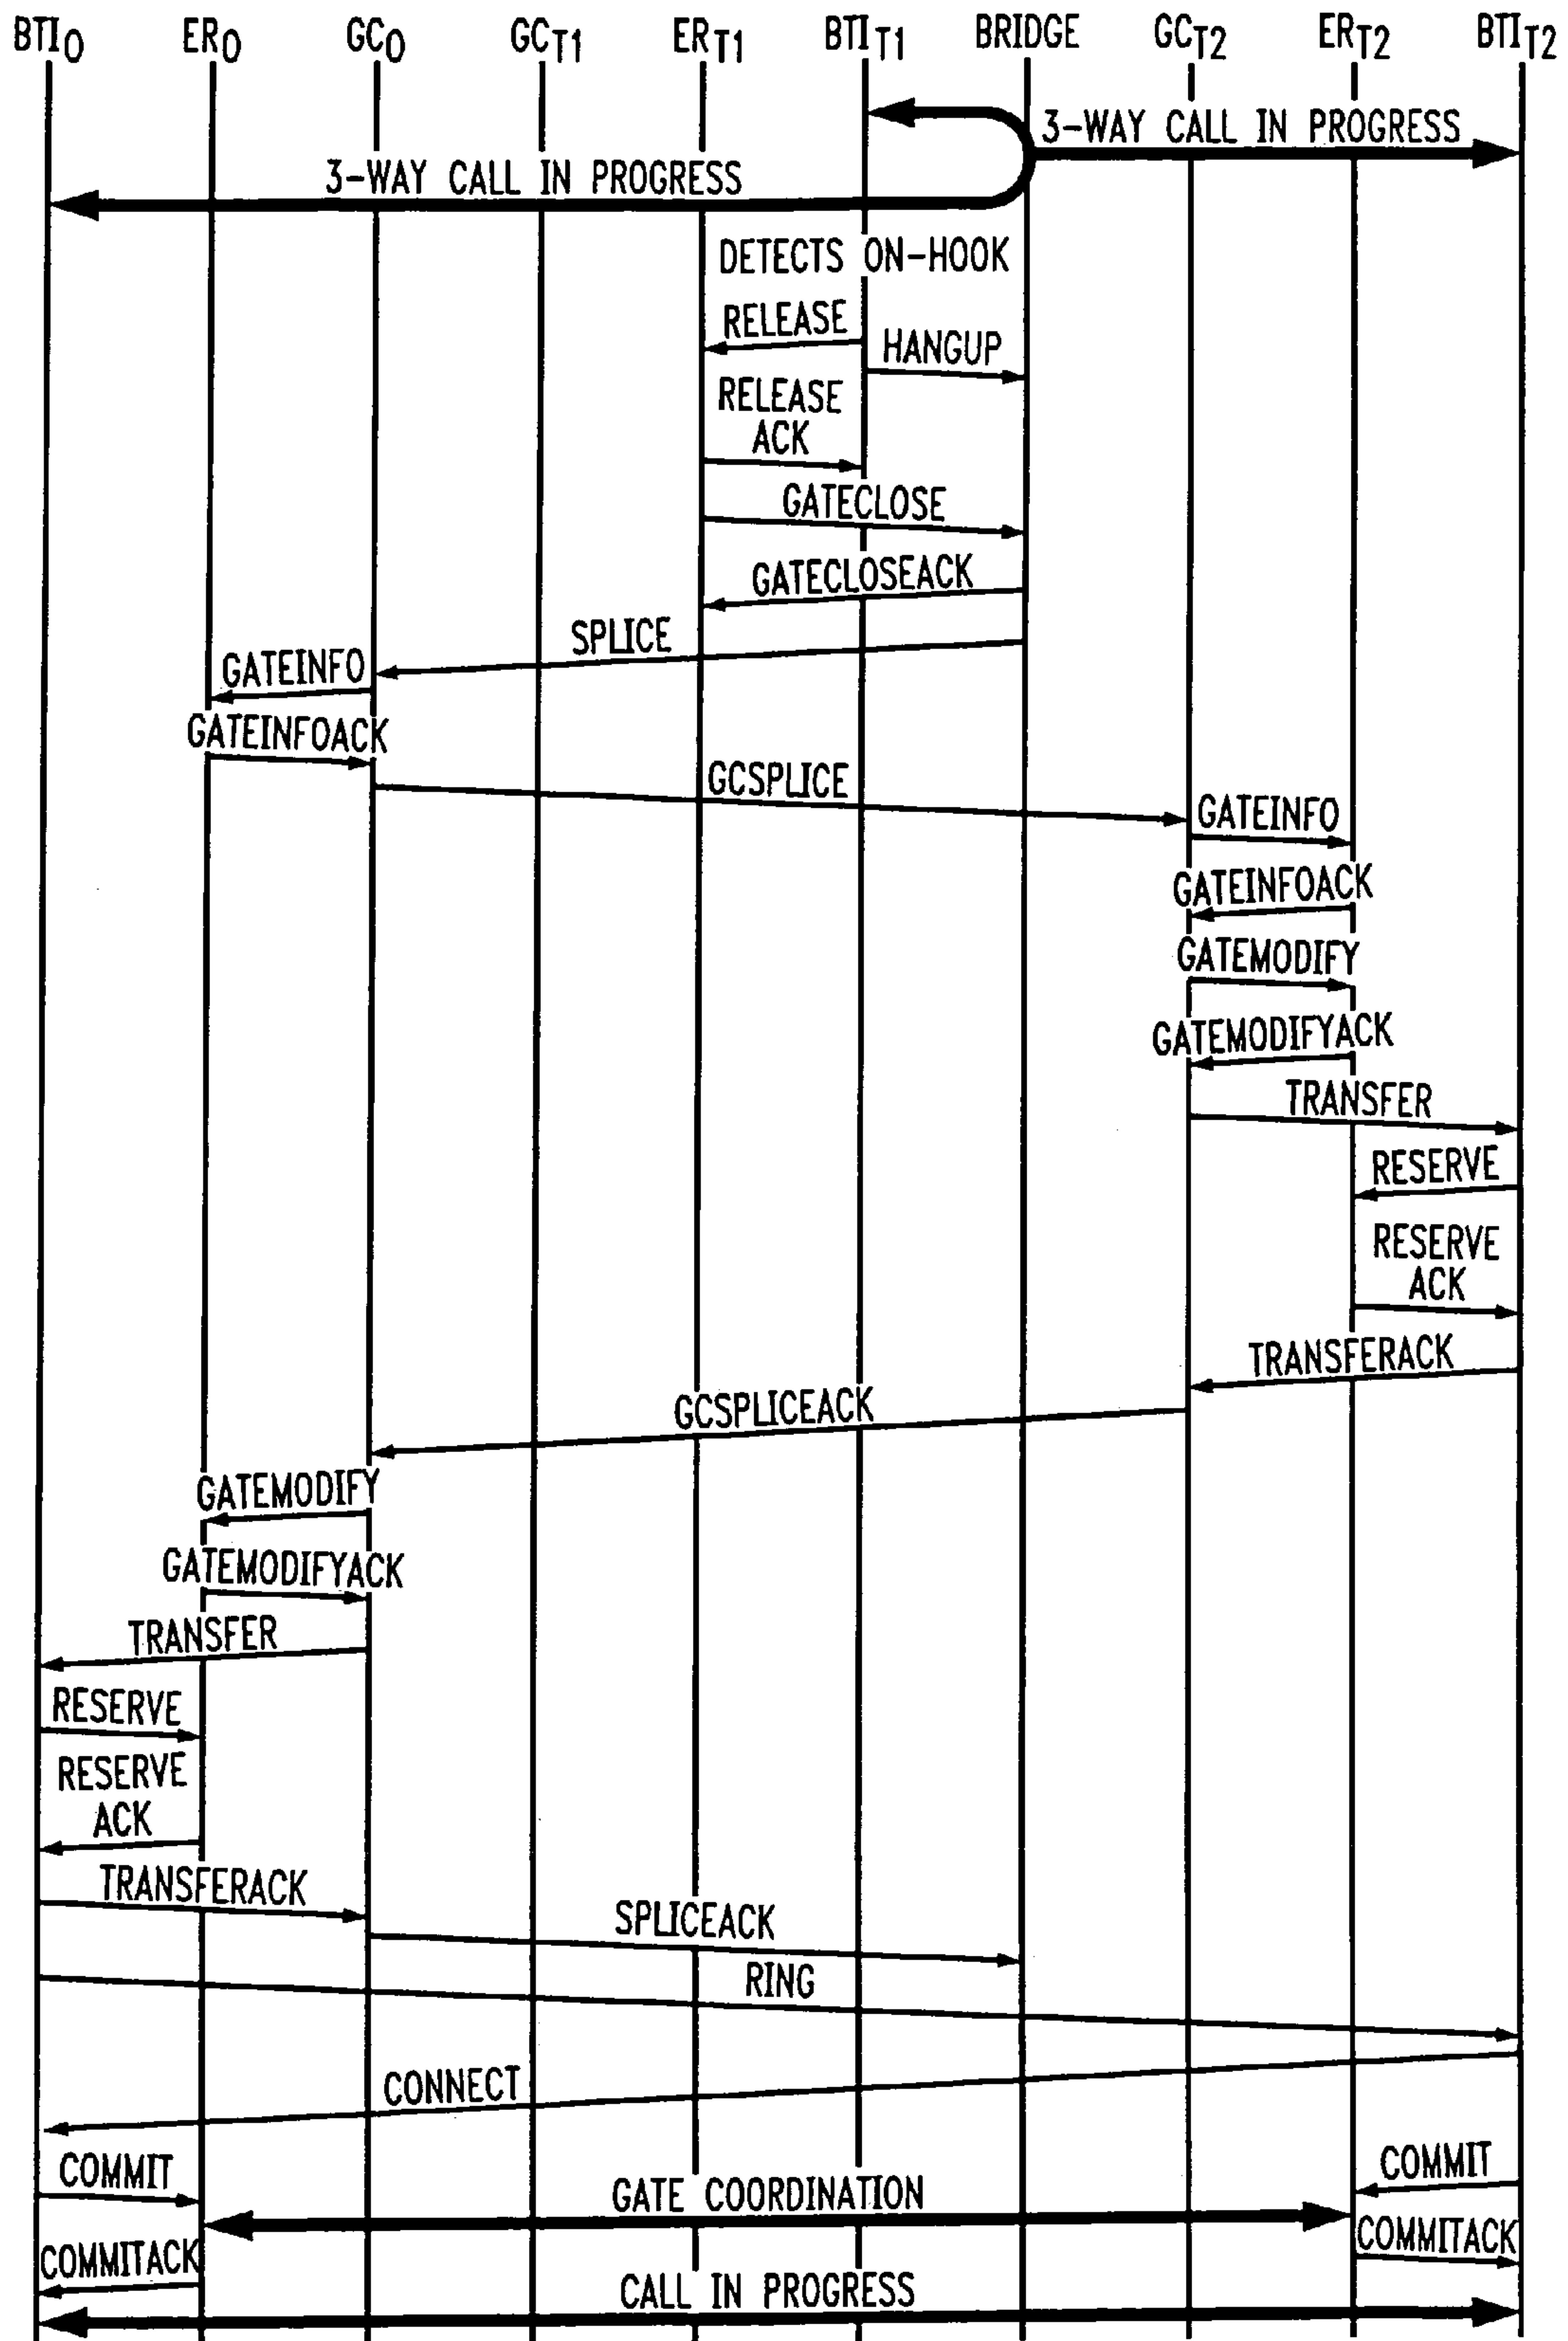 BTIO ERO GCO GCT1 ERT1 BTIT1 BRIDGE GCT2 ERT2 BTIT2
3-WAY CALL IN PROGRESS
3-WAY CALL IN PROGRESS
DETECTS ON-HOOK
RELEASE
HANGUP
RELEASE
ACK
GATECLOSE
GATECLOSEACK
SPLICE
GATEINFO
GATEINFOACK
GCSPLICE
GATEINFO
GATEINFOACK
GATEMODIFY
GATEMODIFYACK
TRANSFER
RESERVE
RESERVE
ACK
TRANSFERACK
GCSPLICEACK
GATEMODIFY
GATEMODIFYACK
TRANSFER
RESERVE
RESERVE
ACK
TRANSFERACK
SPLICEACK
RING
CONNECT
COMMIT
COMMIT
GATE COORDINATION
COMMITACK
COMMITACK
CALL IN PROGRESS